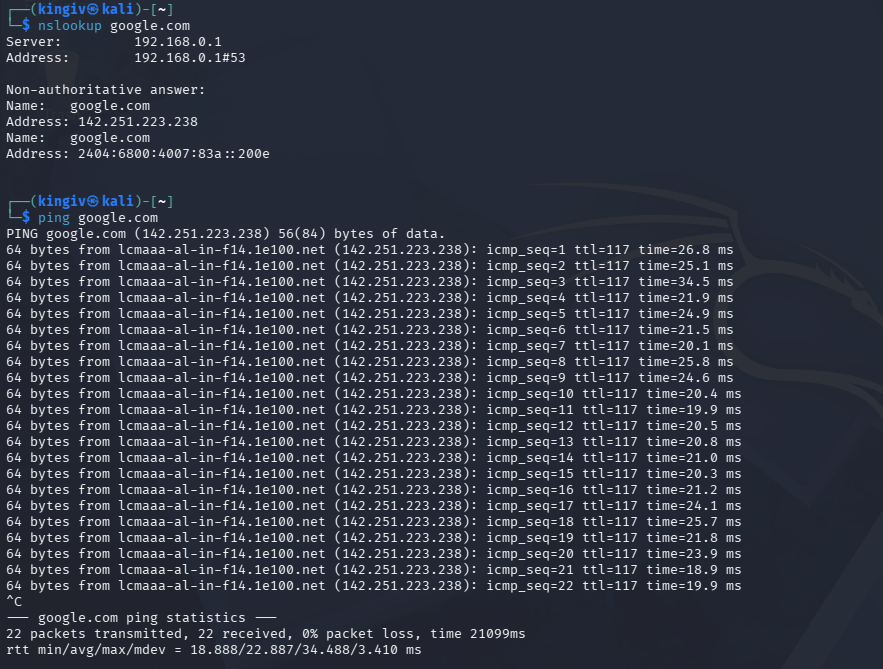 ┌──(kingiv㉿kali)-[~]
└─$ nslookup google.com
Server:         192.168.0.1
Address:        192.168.0.1#53

Non-authoritative answer:
Name:   google.com
Address: 142.251.223.238
Name:   google.com
Address: 2404:6800:4007:83a::200e

┌──(kingiv㉿kali)-[~]
└─$ ping google.com
PING google.com (142.251.223.238) 56(84) bytes of data.
64 bytes from lcmaaa-al-in-f14.1e100.net (142.251.223.238): icmp_seq=1 ttl=117 time=26.8 ms
64 bytes from lcmaaa-al-in-f14.1e100.net (142.251.223.238): icmp_seq=2 ttl=117 time=25.1 ms
64 bytes from lcmaaa-al-in-f14.1e100.net (142.251.223.238): icmp_seq=3 ttl=117 time=34.5 ms
64 bytes from lcmaaa-al-in-f14.1e100.net (142.251.223.238): icmp_seq=4 ttl=117 time=21.9 ms
64 bytes from lcmaaa-al-in-f14.1e100.net (142.251.223.238): icmp_seq=5 ttl=117 time=24.9 ms
64 bytes from lcmaaa-al-in-f14.1e100.net (142.251.223.238): icmp_seq=6 ttl=117 time=21.5 ms
64 bytes from lcmaaa-al-in-f14.1e100.net (142.251.223.238): icmp_seq=7 ttl=117 time=20.1 ms
64 bytes from lcmaaa-al-in-f14.1e100.net (142.251.223.238): icmp_seq=8 ttl=117 time=25.8 ms
64 bytes from lcmaaa-al-in-f14.1e100.net (142.251.223.238): icmp_seq=9 ttl=117 time=24.6 ms
64 bytes from lcmaaa-al-in-f14.1e100.net (142.251.223.238): icmp_seq=10 ttl=117 time=20.4 ms
64 bytes from lcmaaa-al-in-f14.1e100.net (142.251.223.238): icmp_seq=11 ttl=117 time=19.9 ms
64 bytes from lcmaaa-al-in-f14.1e100.net (142.251.223.238): icmp_seq=12 ttl=117 time=20.5 ms
64 bytes from lcmaaa-al-in-f14.1e100.net (142.251.223.238): icmp_seq=13 ttl=117 time=20.8 ms
64 bytes from lcmaaa-al-in-f14.1e100.net (142.251.223.238): icmp_seq=14 ttl=117 time=21.0 ms
64 bytes from lcmaaa-al-in-f14.1e100.net (142.251.223.238): icmp_seq=15 ttl=117 time=20.3 ms
64 bytes from lcmaaa-al-in-f14.1e100.net (142.251.223.238): icmp_seq=16 ttl=117 time=21.2 ms
64 bytes from lcmaaa-al-in-f14.1e100.net (142.251.223.238): icmp_seq=17 ttl=117 time=24.1 ms
64 bytes from lcmaaa-al-in-f14.1e100.net (142.251.223.238): icmp_seq=18 ttl=117 time=25.7 ms
64 bytes from lcmaaa-al-in-f14.1e100.net (142.251.223.238): icmp_seq=19 ttl=117 time=21.8 ms
64 bytes from lcmaaa-al-in-f14.1e100.net (142.251.223.238): icmp_seq=20 ttl=117 time=23.9 ms
64 bytes from lcmaaa-al-in-f14.1e100.net (142.251.223.238): icmp_seq=21 ttl=117 time=18.9 ms
64 bytes from lcmaaa-al-in-f14.1e100.net (142.251.223.238): icmp_seq=22 ttl=117 time=19.9 ms
^C
--- google.com ping statistics ---
22 packets transmitted, 22 received, 0% packet loss, time 21099ms
rtt min/avg/max/mdev = 18.888/22.887/34.488/3.410 ms